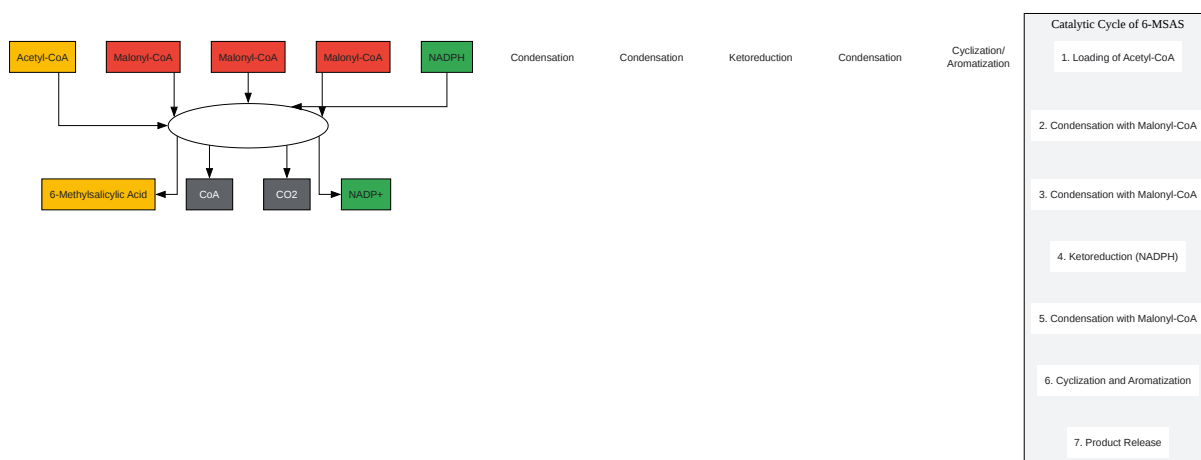 Catalytic Cycle of 6-MSAS
Acetyl-CoA
Malonyl-CoA
Malonyl-CoA
Malonyl-CoA
NADPH
Condensation
Condensation
Ketoreduction
Condensation
Cyclization/
Aromatization
1. Loading of Acetyl-CoA
2. Condensation with Malonyl-CoA
6-Methylsalicylic Acid
CoA
CO2
NADP+
3. Condensation with Malonyl-CoA
4. Ketoreduction (NADPH)
5. Condensation with Malonyl-CoA
6. Cyclization and Aromatization
7. Product Release